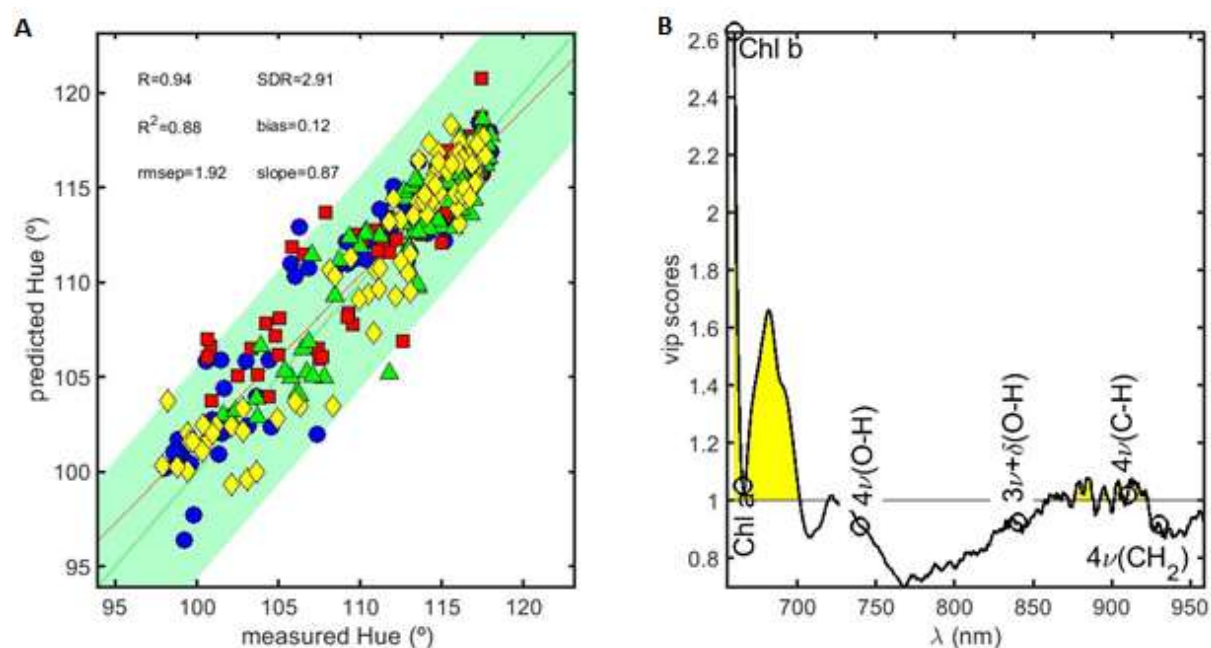 A
R=0.94 SDR=2.91
R²=0.88 bias=0.12
rmsep=1.92 slope=0.87
120
115
110
105
100
95
predicted Hue (º)
95 100 105 110 115 120
measured Hue (º)
B
2.6
2.4
2.2
2
1.8
1.6
1.4
1.2
1
0.8
vip scores
Chl b
Chl a
4ν(O-H)
3ν+δ(O-H)
4ν(C-H)
4ν(CH₂)
700 750 800 850 900 950
λ (nm)